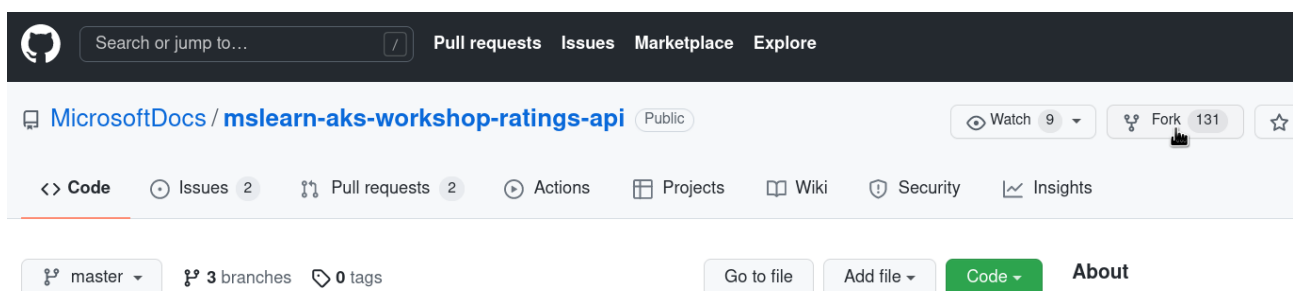 Search or jump to… / Pull requests Issues Marketplace Explore
MicrosoftDocs / mslearn-aks-workshop-ratings-api Public Watch 9 Fork 131
<> Code Issues 2 Pull requests 2 Actions Projects Wiki Security Insights
master 3 branches 0 tags Go to file Add file Code About